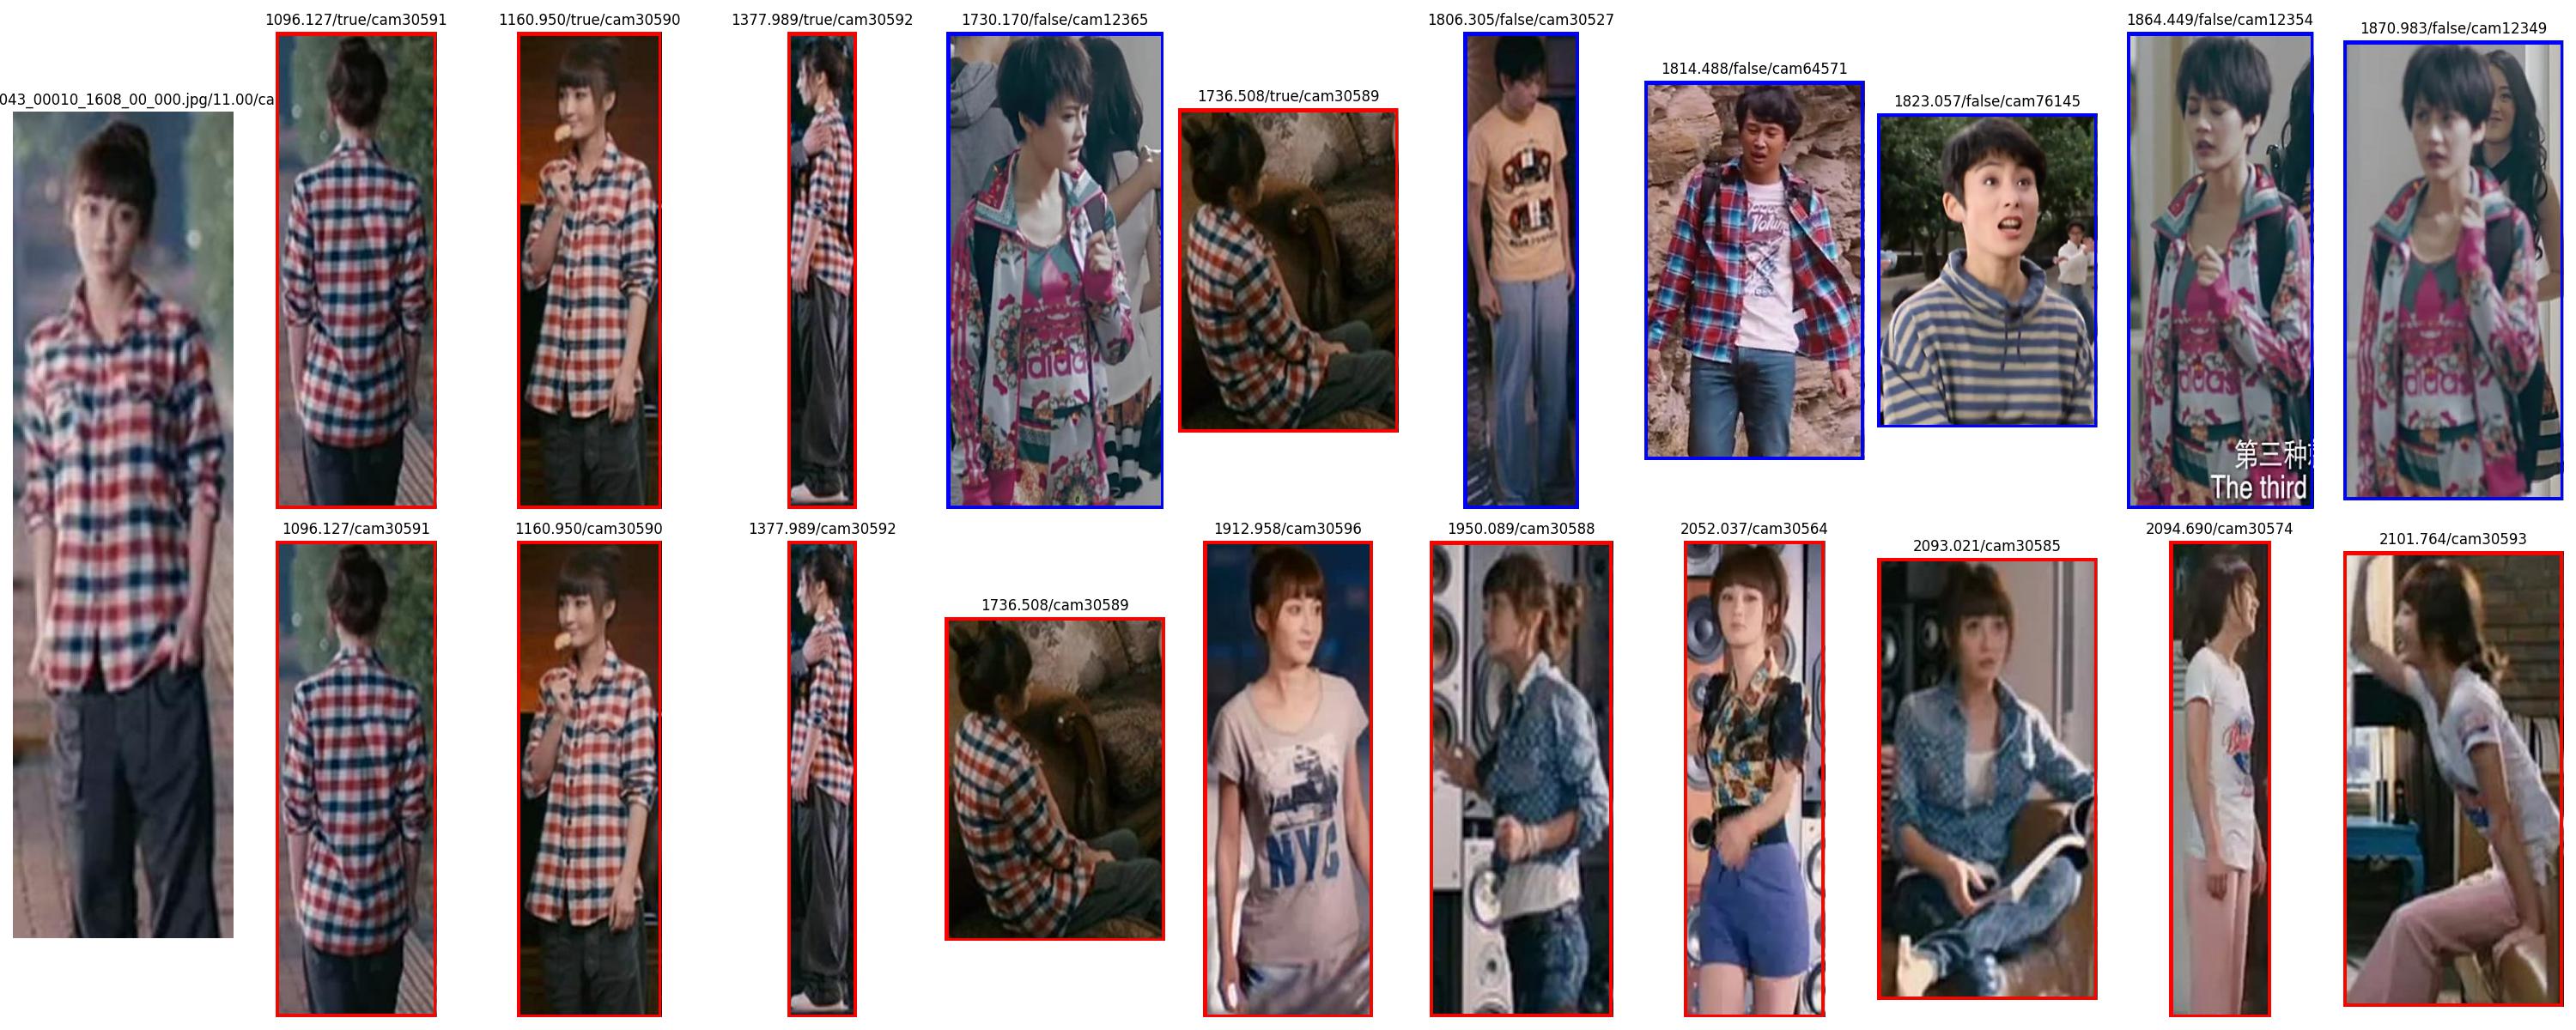 1096.127/true/cam30591
1160.950/true/cam30590
1377.989/true/cam30592
1730.170/false/cam12365
1736.508/true/cam30589
1806.305/false/cam30527
1814.488/false/cam64571
1823.057/false/cam76145
1864.449/false/cam12354
1870.983/false/cam12349
043_00010_1608_00_000.jpg/11.00/ca
adidas
第三种
The third
1096.127/cam30591
1160.950/cam30590
1377.989/cam30592
1736.508/cam30589
1912.958/cam30596
1950.089/cam30588
2052.037/cam30564
2093.021/cam30585
2094.690/cam30574
2101.764/cam30593
NYC